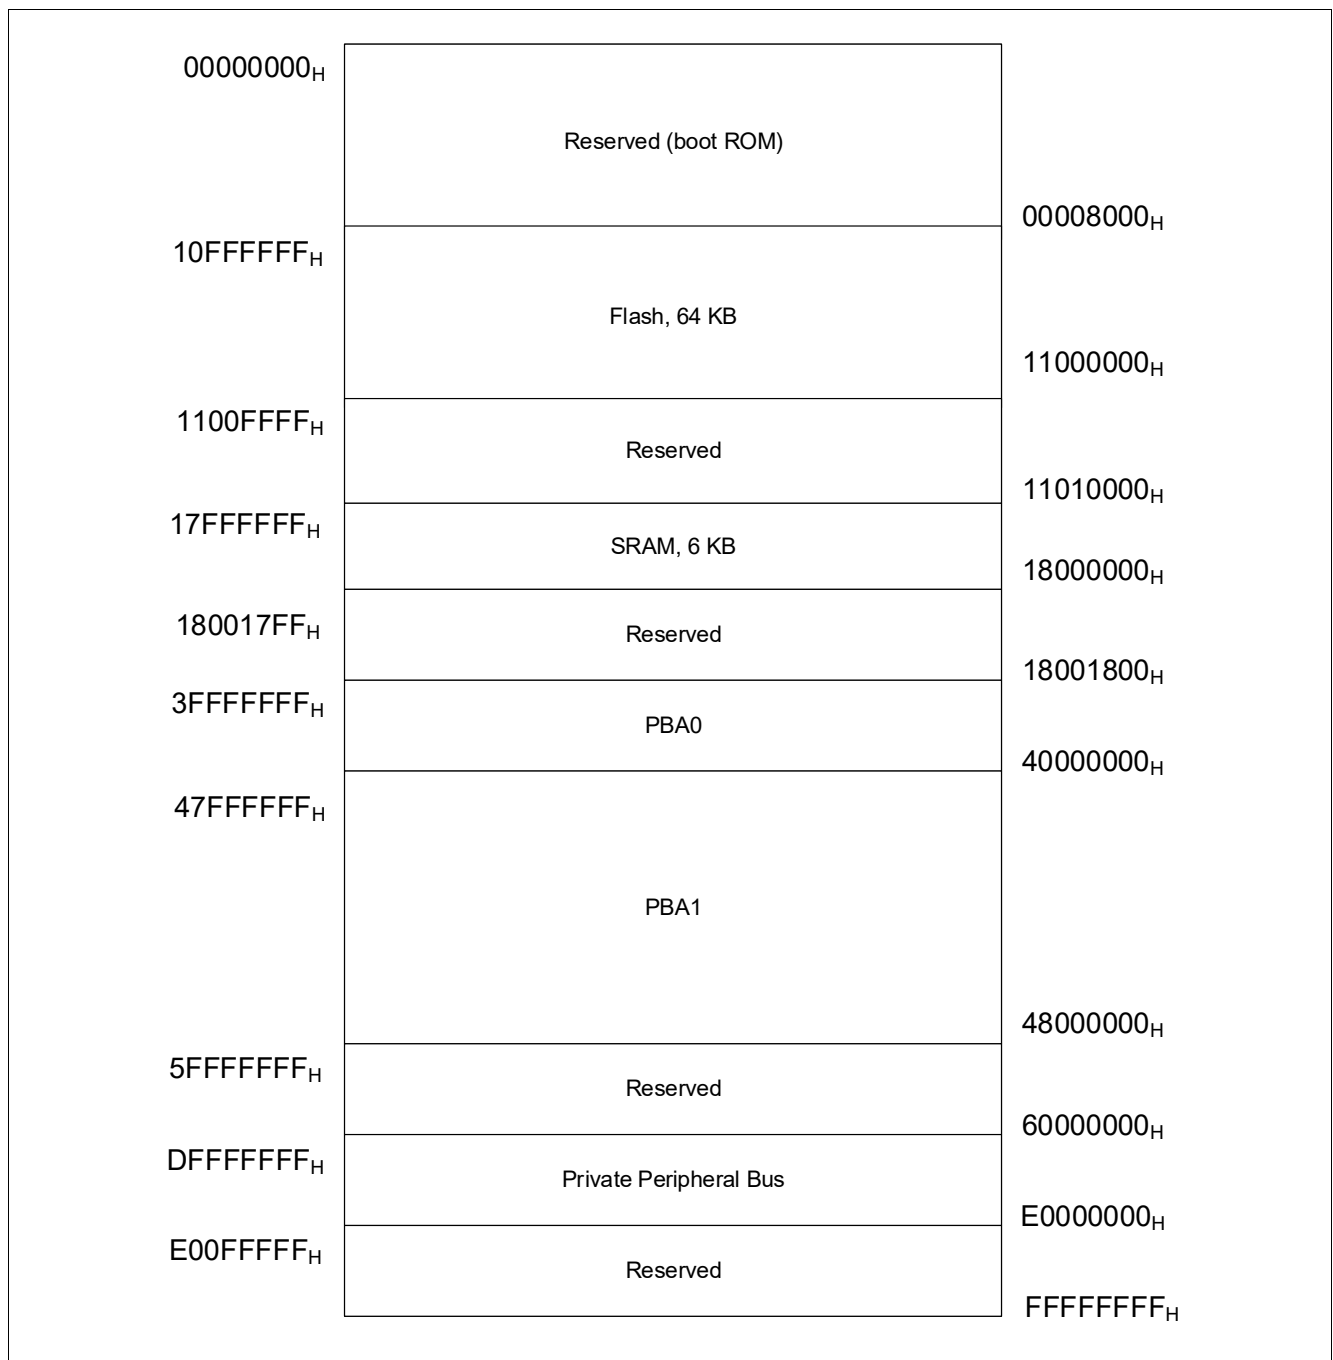 00000000H
Reserved (boot ROM)
00008000H
10FFFFFFH
Flash, 64 KB
11000000H
1100FFFFH
Reserved
11010000H
17FFFFFFH
SRAM, 6 KB
18000000H
180017FFH
Reserved
18001800H
3FFFFFFFH
PBA0
40000000H
47FFFFFFH
PBA1
48000000H
5FFFFFFFH
Reserved
60000000H
DFFFFFFFH
Private Peripheral Bus
E0000000H
E00FFFFFH
Reserved
FFFFFFFFH